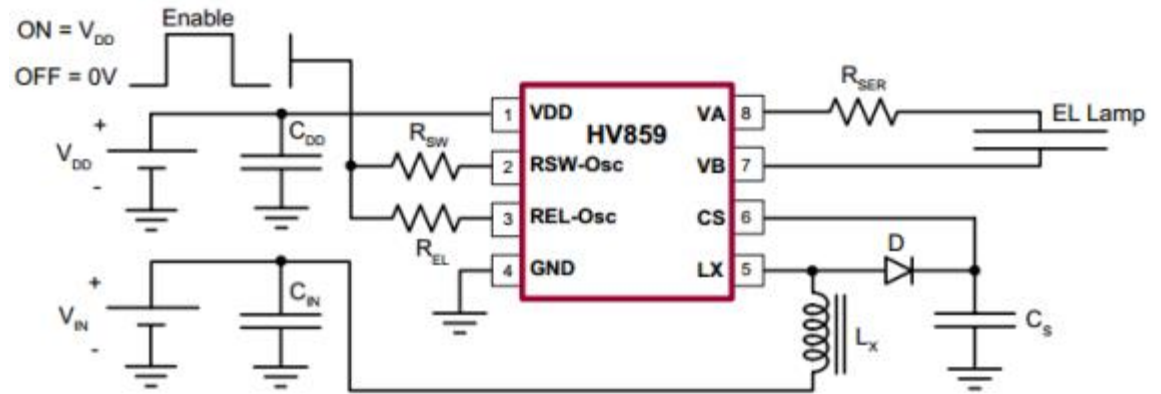 ON = VDD
Enable
OFF = 0V
+
VDD
-
CDD
RSW
REL
+
VIN
-
CIN
HV859
1 VDD
2 RSW-Osc
3 REL-Osc
4 GND
VA 8
VB 7
CS 6
LX 5
RSER
EL Lamp
D
LX
CS